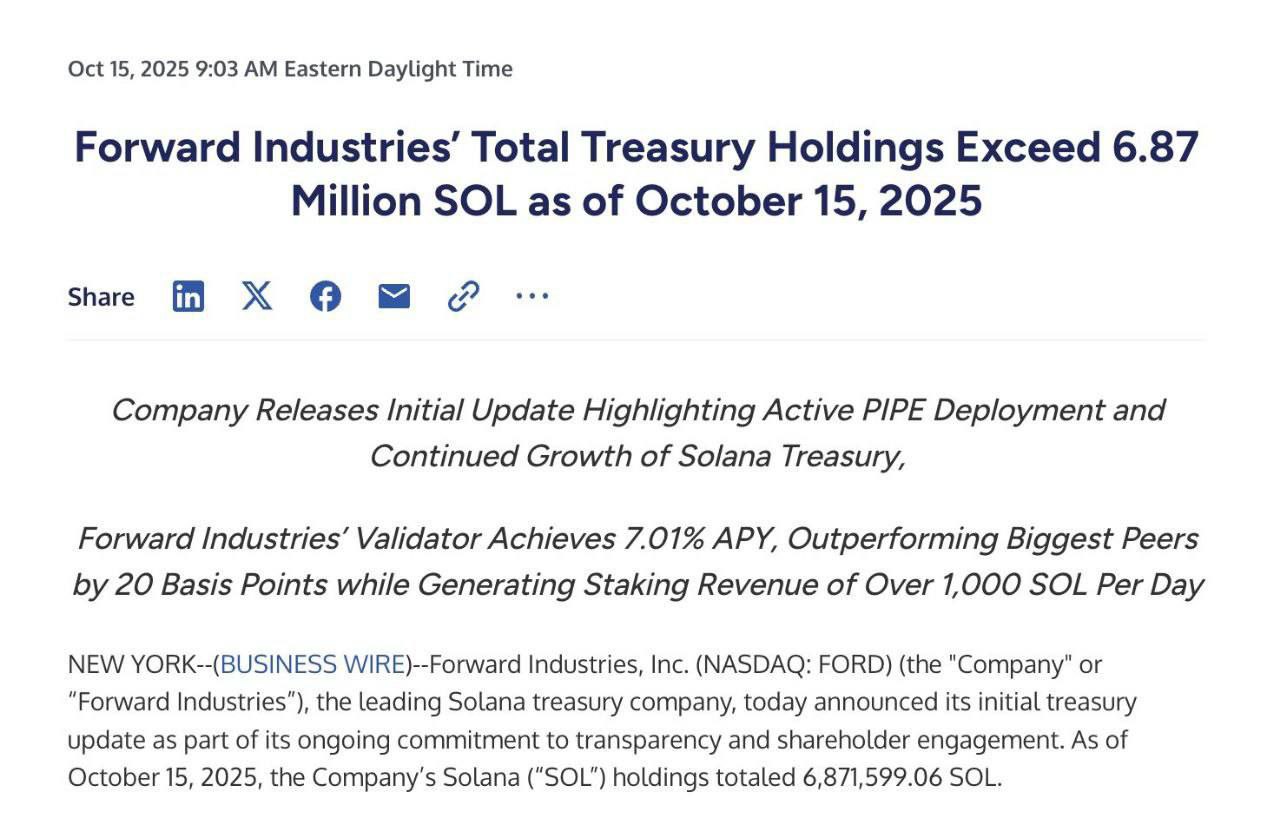 Oct 15, 2025 9:03 AM Eastern Daylight Time
Forward Industries’ Total Treasury Holdings Exceed 6.87
Million SOL as of October 15, 2025
Share
Company Releases Initial Update Highlighting Active PIPE Deployment and
Continued Growth of Solana Treasury,
Forward Industries’ Validator Achieves 7.01% APY, Outperforming Biggest Peers
by 20 Basis Points while Generating Staking Revenue of Over 1,000 SOL Per Day
NEW YORK--(BUSINESS WIRE)--Forward Industries, Inc. (NASDAQ: FORD) (the "Company" or
“Forward Industries”), the leading Solana treasury company, today announced its initial treasury
update as part of its ongoing commitment to transparency and shareholder engagement. As of
October 15, 2025, the Company’s Solana (“SOL”) holdings totaled 6,871,599.06 SOL.